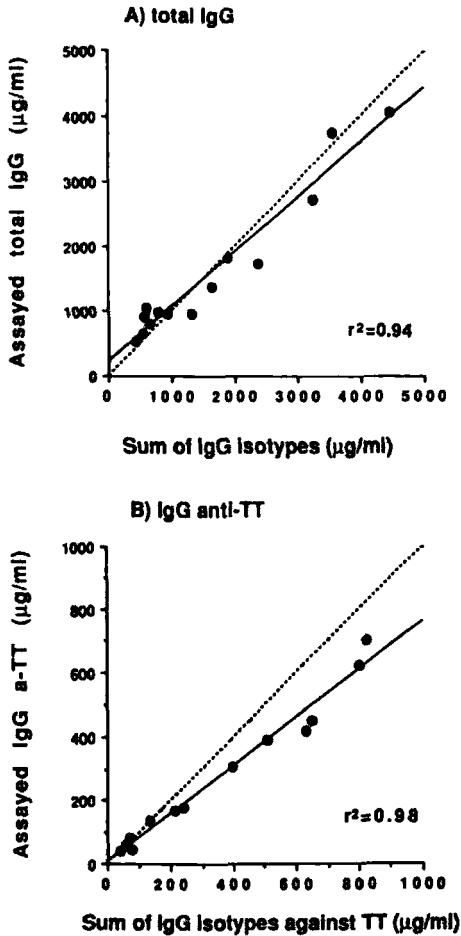 A) total IgG
5000
4000
3000
2000
1000
0
Assayed total IgG (µg/ml)
r²=0.94
0 1000 2000 3000 4000 5000
Sum of IgG isotypes (µg/ml)
B) IgG anti-TT
1000
800
600
400
200
0
Assayed IgG a-TT (µg/ml)
r²=0.98
0 200 400 600 800 1000
Sum of IgG isotypes against TT (µg/ml)